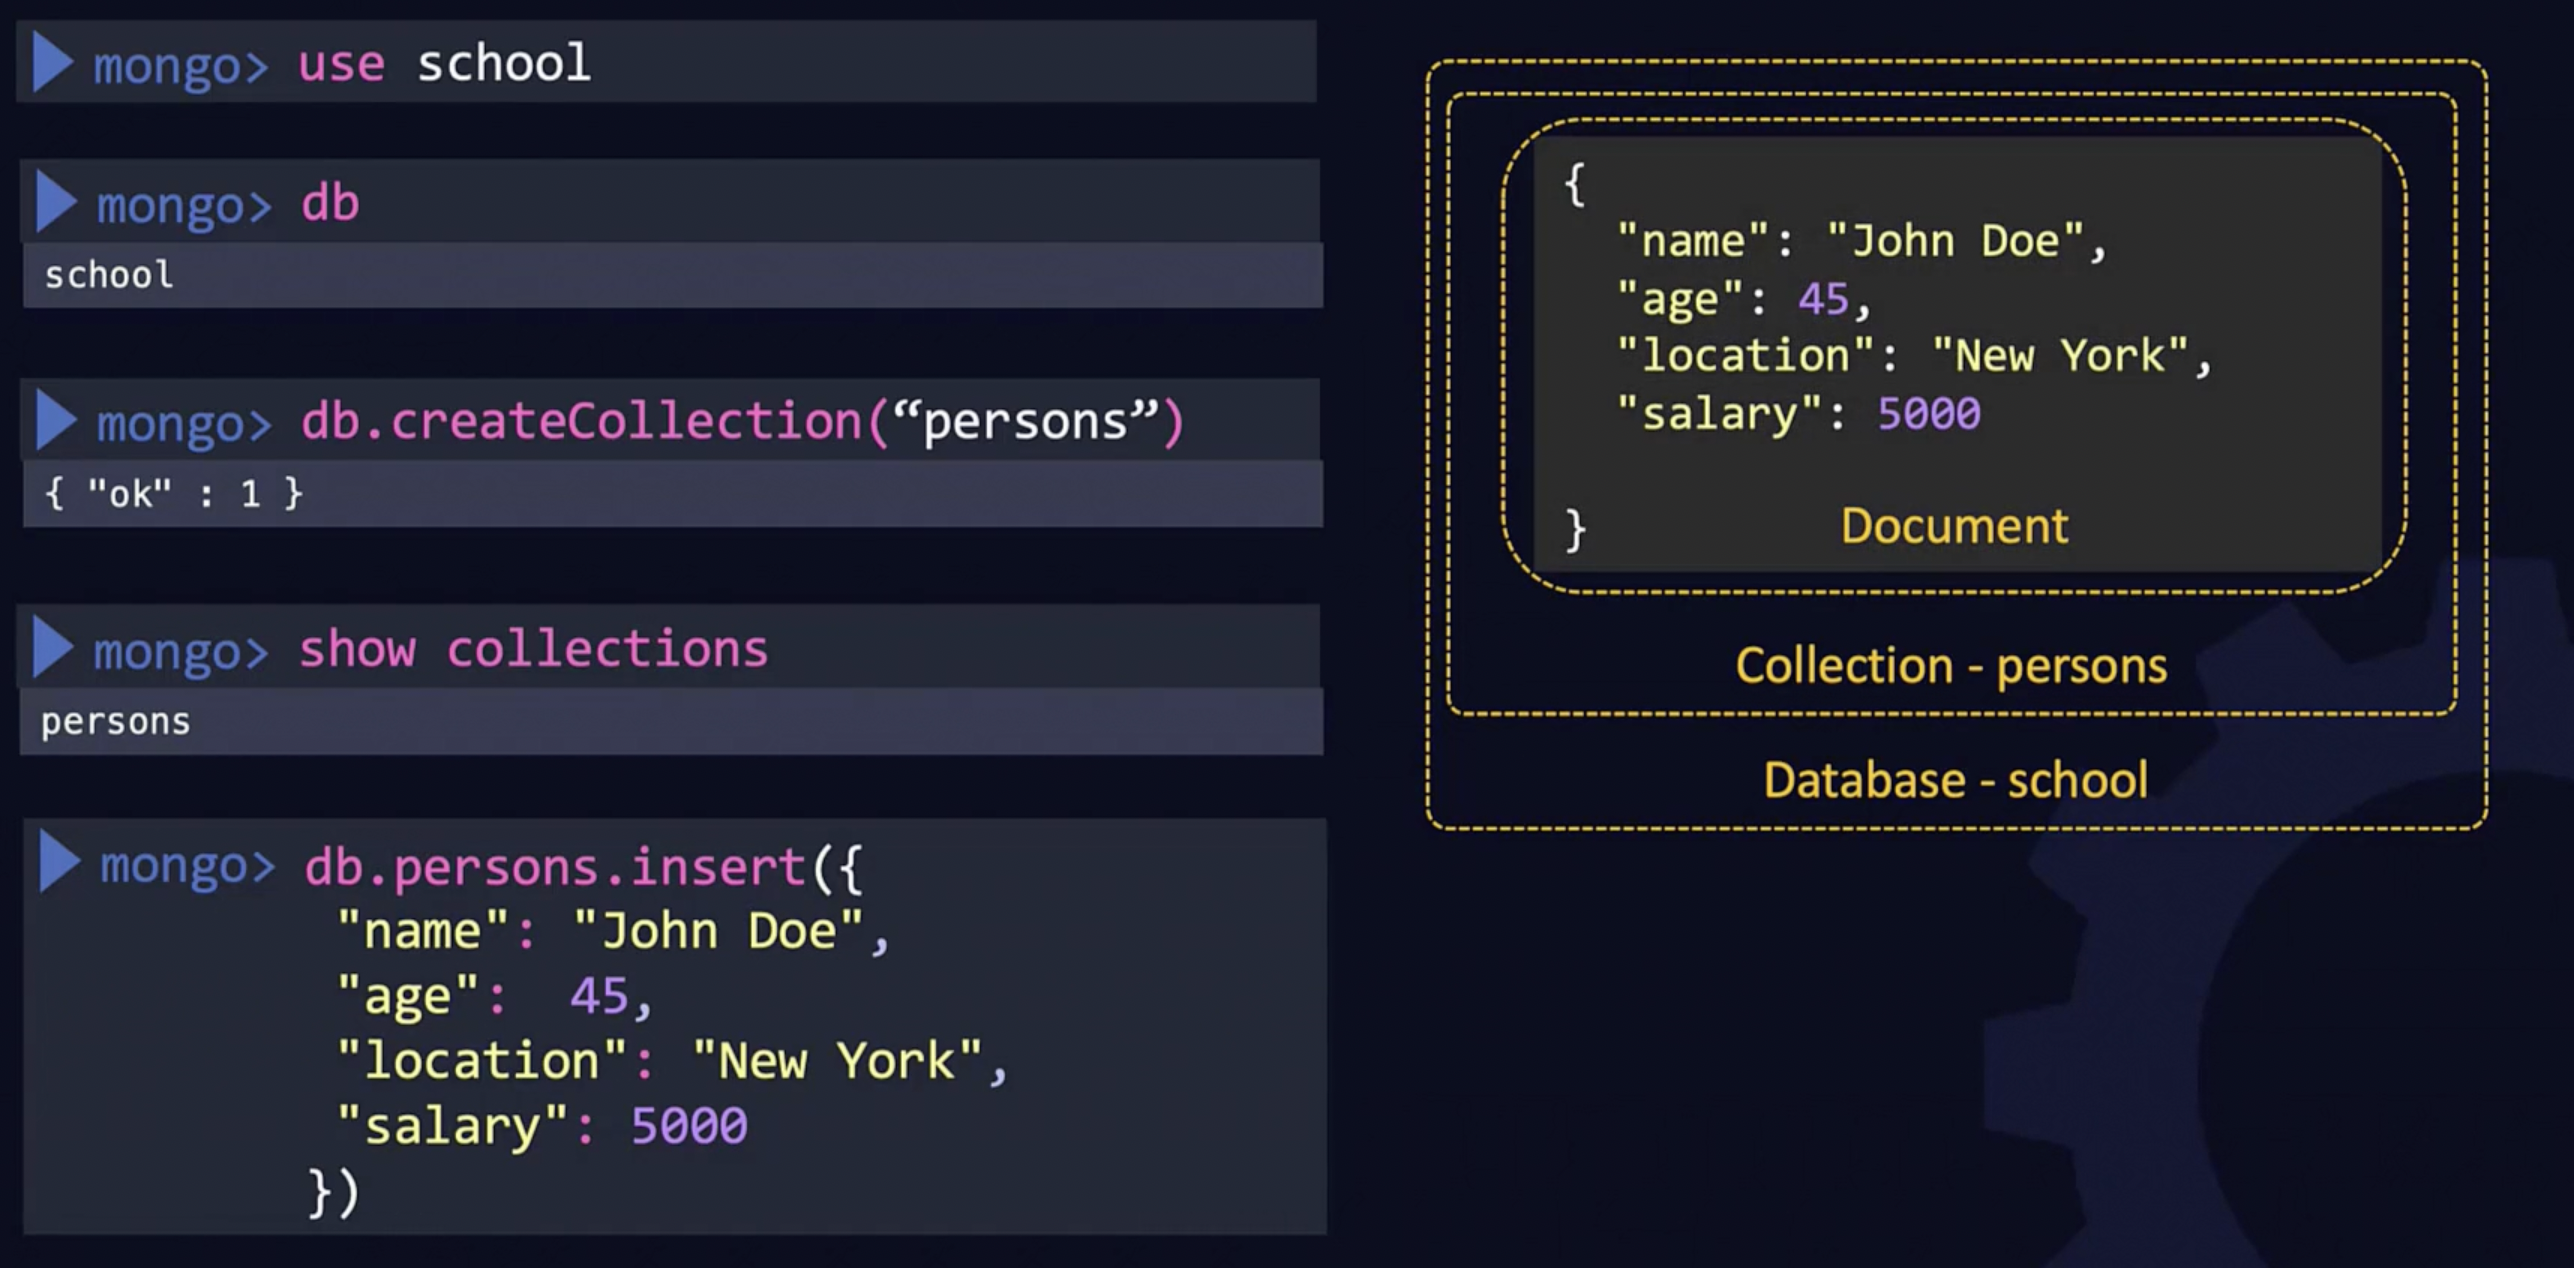 mongo> use school
mongo> db
school
mongo> db.createCollection(“persons”)
{ "ok" : 1 }
mongo> show collections
persons
mongo> db.persons.insert({
"name": "John Doe",
"age":  45,
"location": "New York",
"salary": 5000
})
{
"name": "John Doe",
"age": 45,
"location": "New York",
"salary": 5000
}
Document
Collection - persons
Database - school